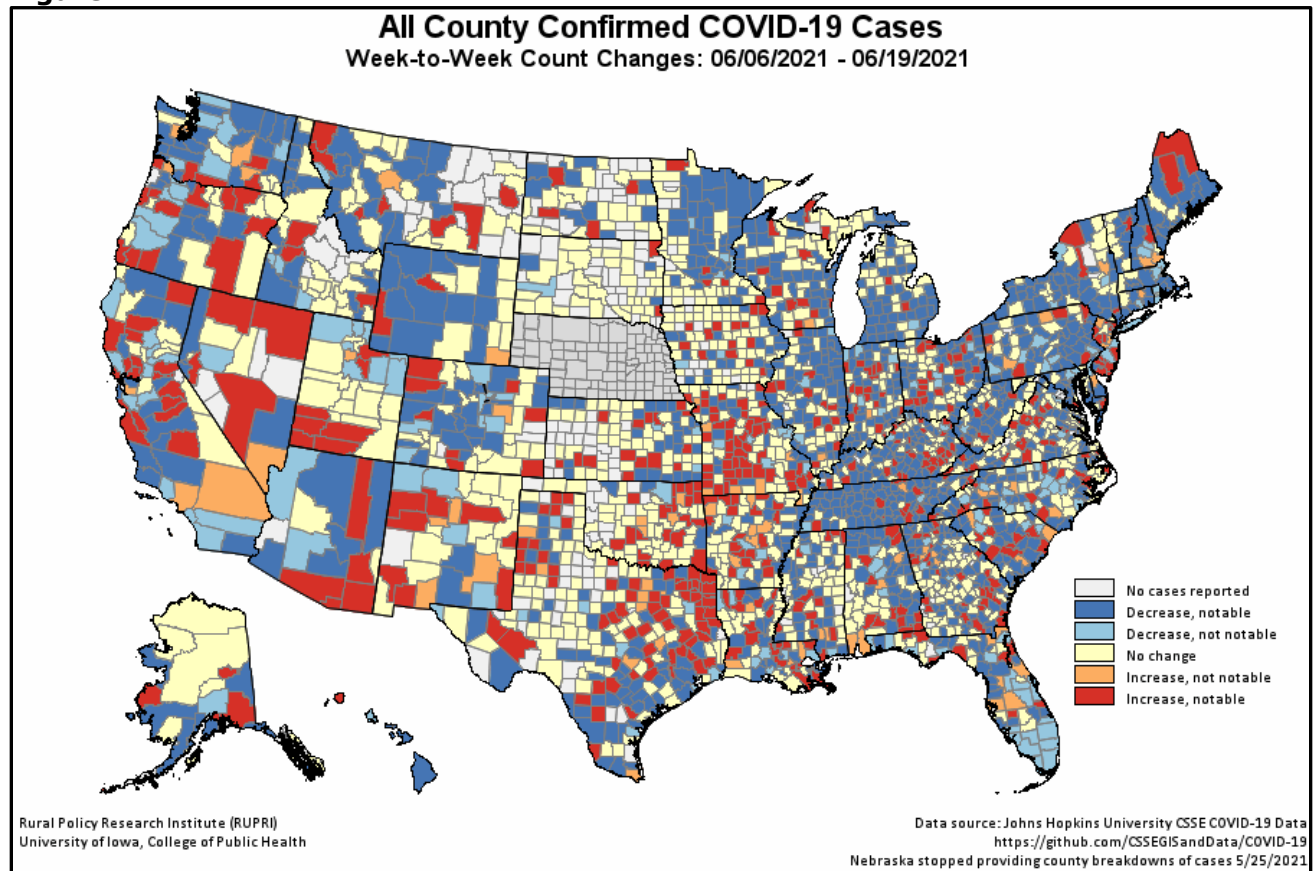 All County Confirmed COVID-19 Cases
Week-to-Week Count Changes: 06/06/2021 - 06/19/2021
No cases reported
Decrease, notable
Decrease, not notable
No change
Increase, not notable
Increase, notable
Rural Policy Research Institute (RUPRI)
University of Iowa, College of Public Health
Data source: Johns Hopkins University CSSE COVID-19 Data
https://github.com/CSSEGISandData/COVID-19
Nebraska stopped providing county breakdowns of cases 5/25/2021